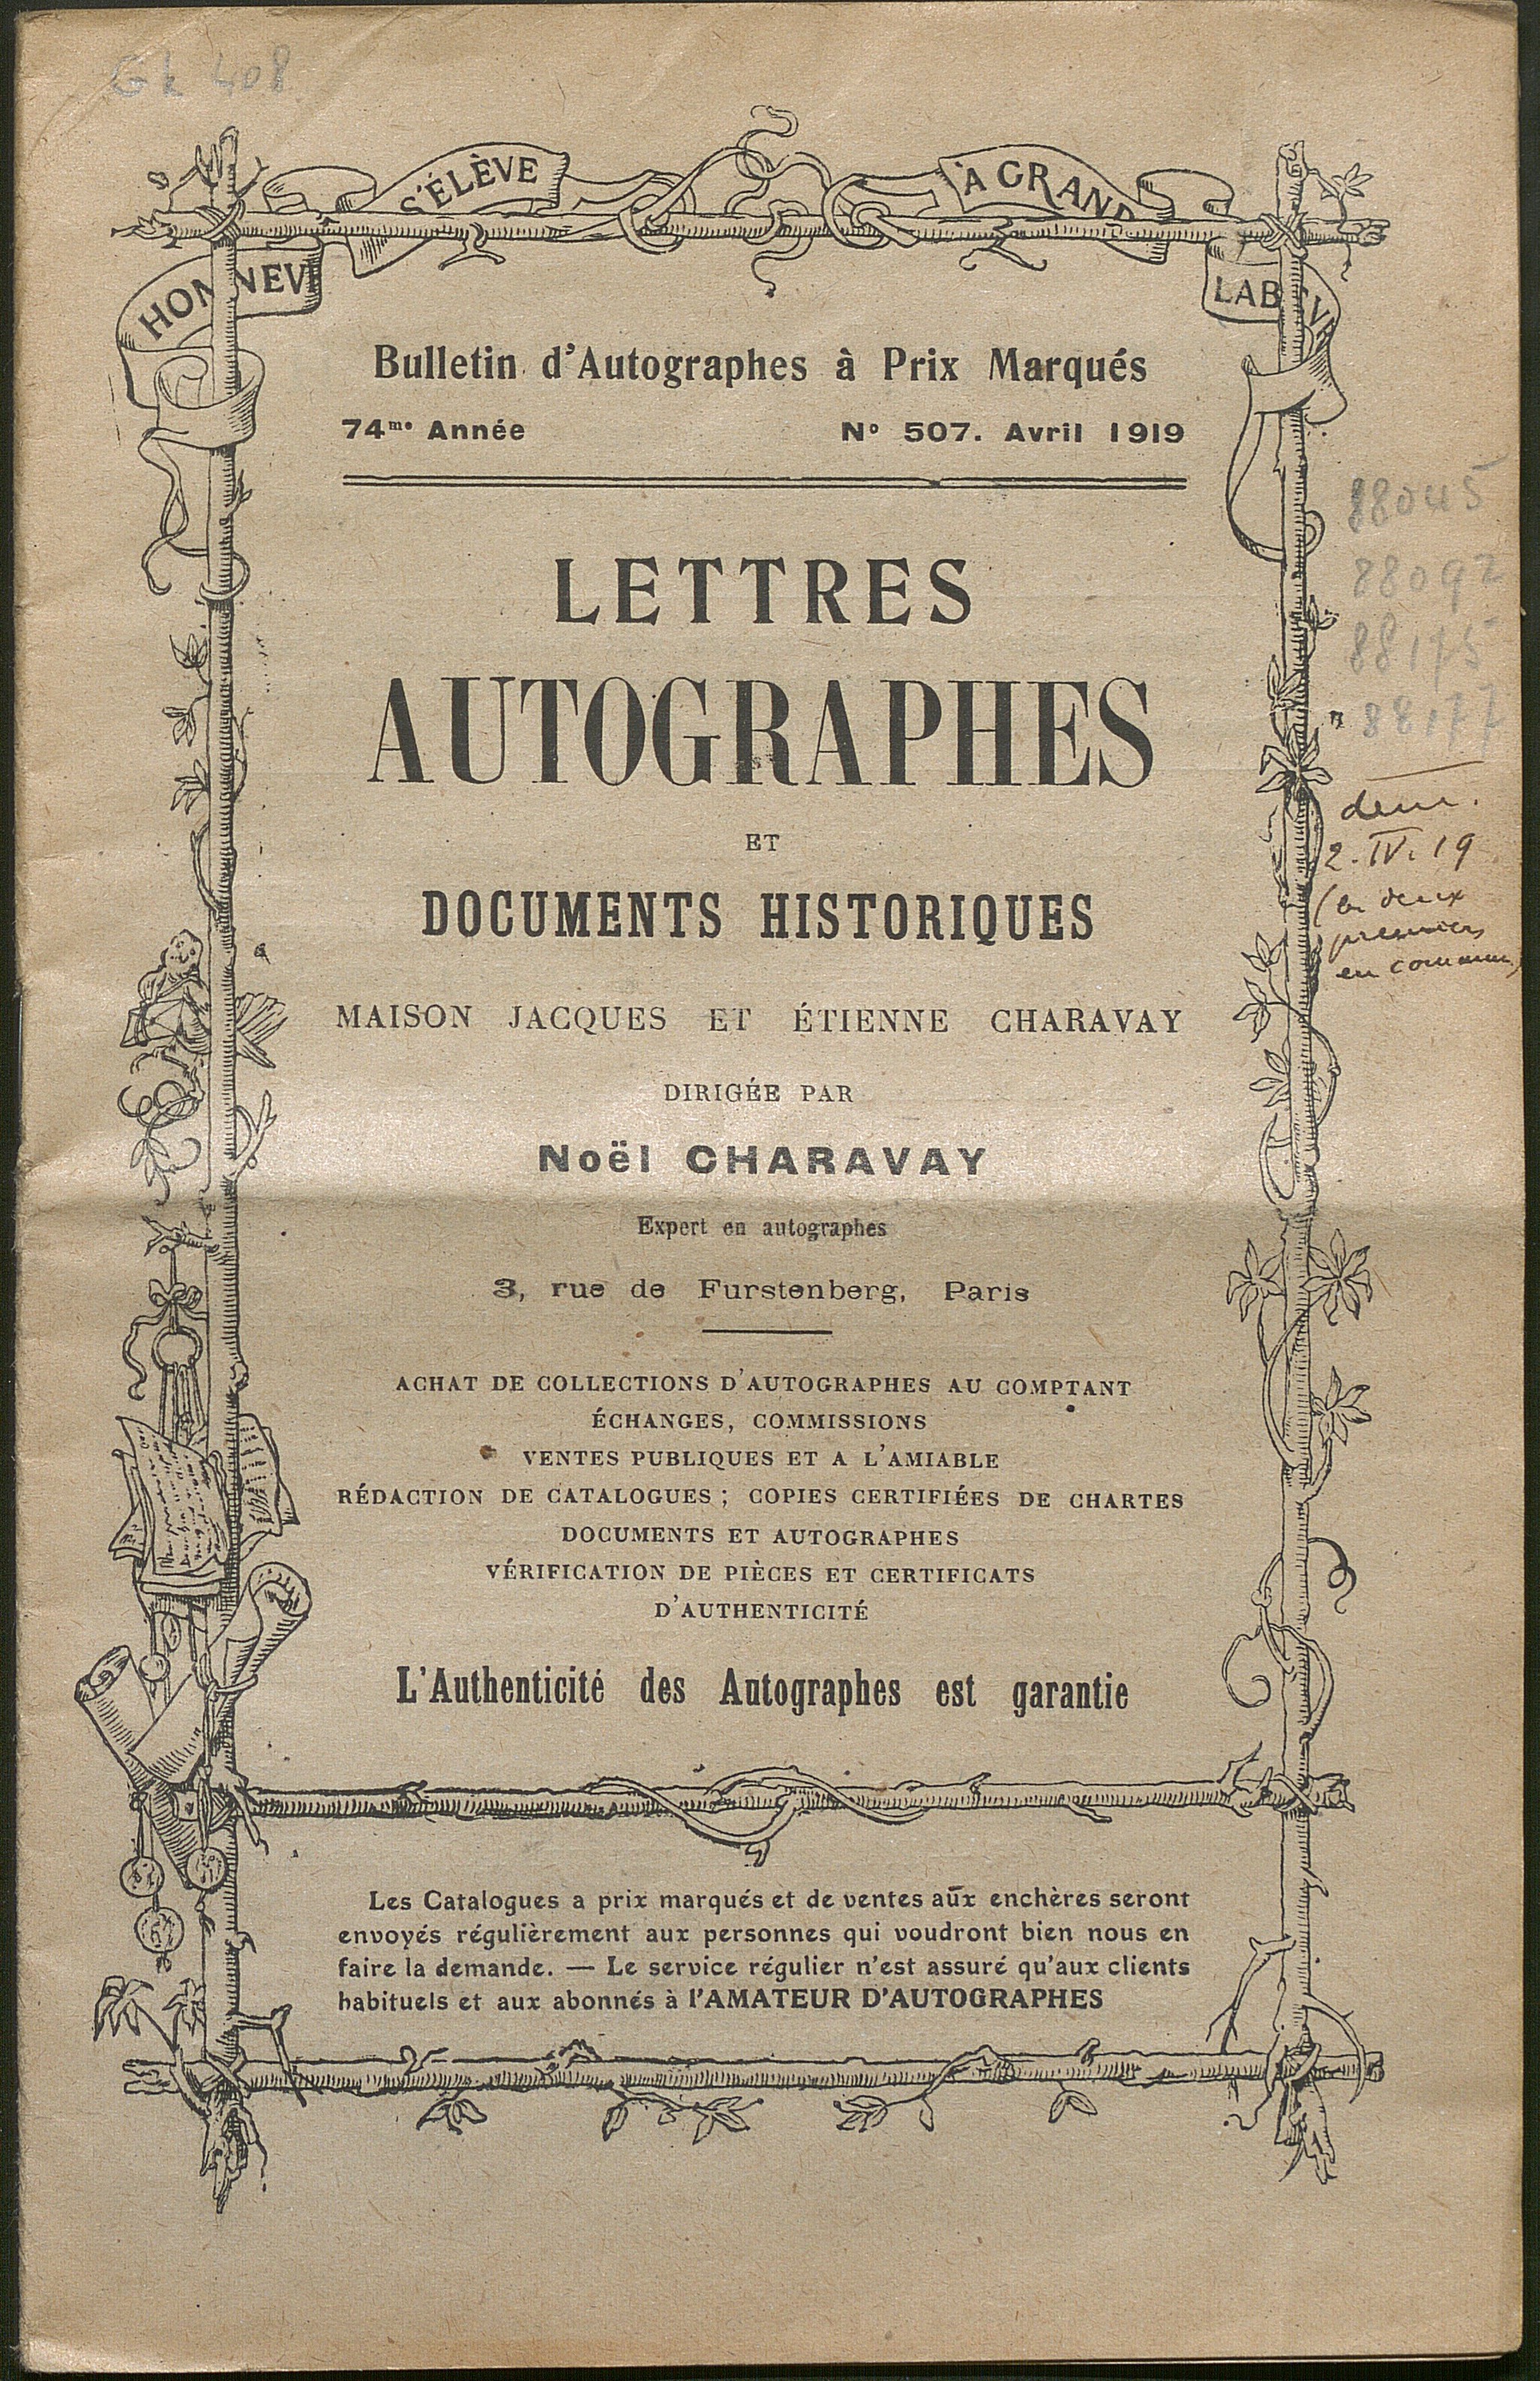 Gk 408
S'ÉLÈVE
À GRAND
HONNEVR
LABEVR
Bulletin d'Autographes à Prix Marqués
74me Année
N° 507. Avril 1919
88045
88092
88175
88177
LETTRES
AUTOGRAPHES
dem.
2.IV.19
(les deux
premiers
en commun)
ET
DOCUMENTS HISTORIQUES
MAISON JACQUES ET ÉTIENNE CHARAVAY
DIRIGÉE PAR
Noël CHARAVAY
Expert en autographes
3, rue de Furstenberg, Paris
ACHAT DE COLLECTIONS D'AUTOGRAPHES AU COMPTANT
ÉCHANGES, COMMISSIONS
VENTES PUBLIQUES ET A L'AMIABLE
RÉDACTION DE CATALOGUES ; COPIES CERTIFIÉES DE CHARTES
DOCUMENTS ET AUTOGRAPHES
VÉRIFICATION DE PIÈCES ET CERTIFICATS
D'AUTHENTICITÉ
L'Authenticité des Autographes est garantie
Les Catalogues a prix marqués et de ventes aux enchères seront
envoyés régulièrement aux personnes qui voudront bien nous en
faire la demande. — Le service régulier n'est assuré qu'aux clients
habituels et aux abonnés à l'AMATEUR D'AUTOGRAPHES